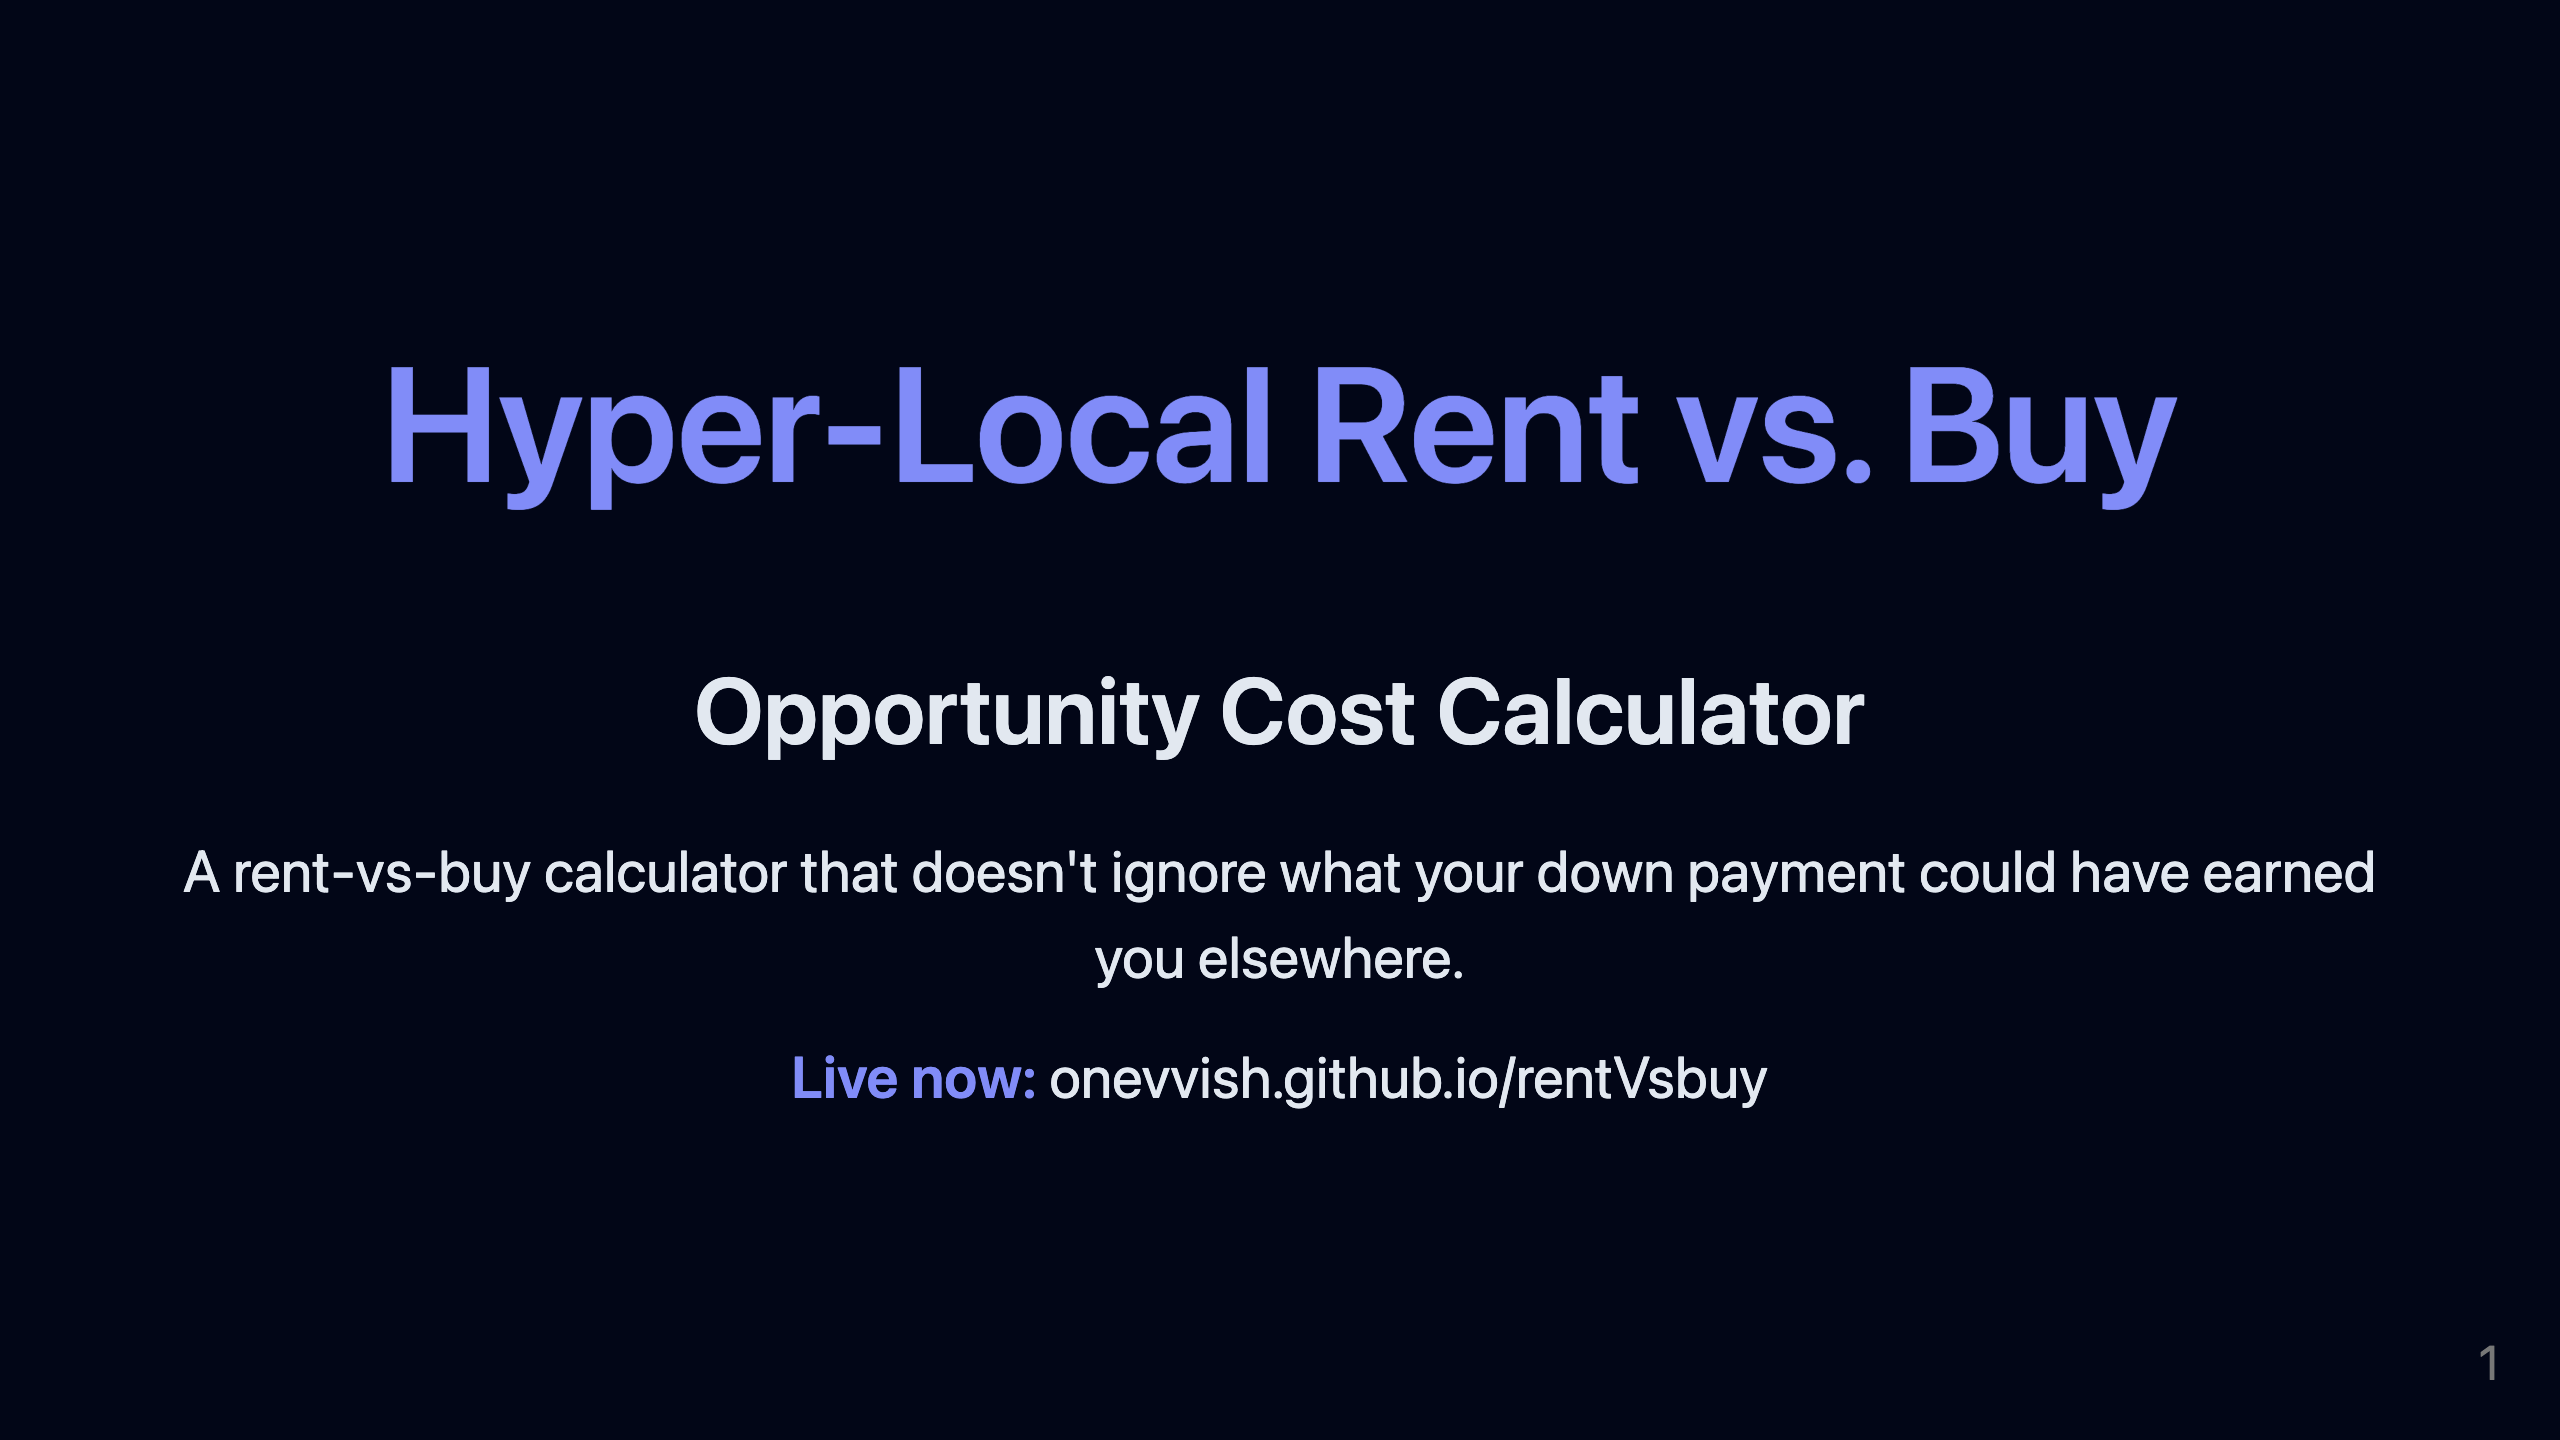 Hyper-Local Rent vs. Buy
Opportunity Cost Calculator
A rent-vs-buy calculator that doesn't ignore what your down payment could have earned
you elsewhere.
Live now: onevvish.github.io/rentVsbuy
1